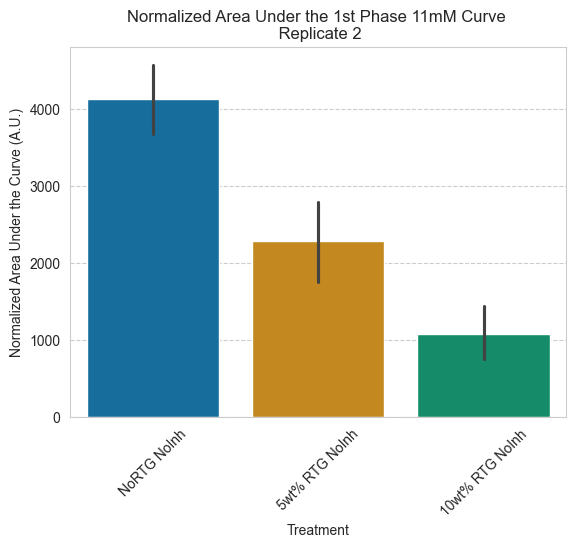 Normalized Area Under the 1st Phase 11mM Curve
Replicate 2
Normalized Area Under the Curve (A.U.)
4000
3000
2000
1000
0
NoRTG NoInh
5wt% RTG NoInh
10wt% RTG NoInh
Treatment